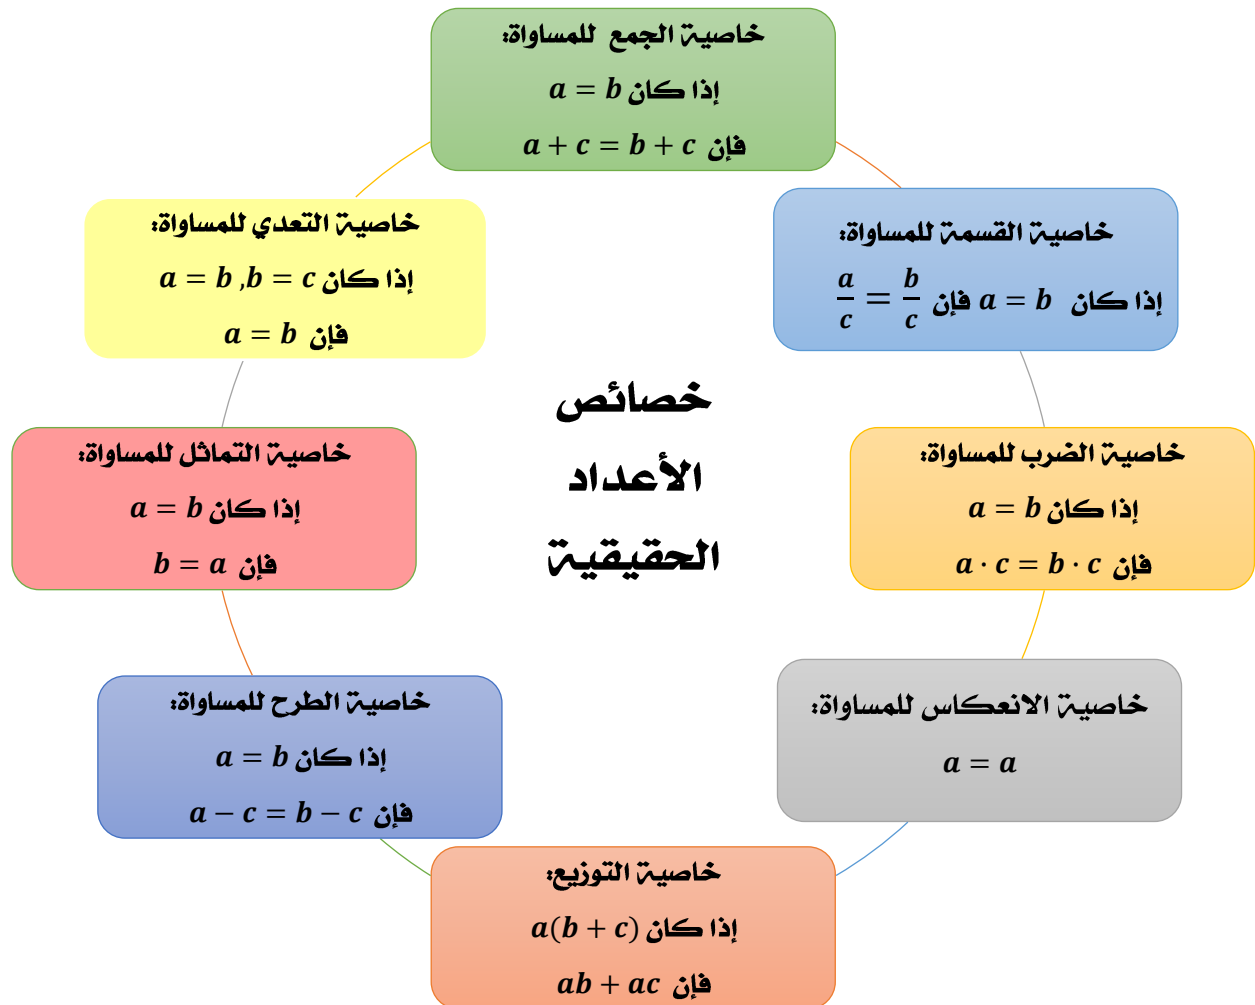 خاصية الجمع للمساواة:
إذا كان a = b
فإن a + c = b + c
خاصية القسمة للمساواة:
إذا كان a = b فإن a/c = b/c
خاصية الضرب للمساواة:
إذا كان a = b
فإن a · c = b · c
خاصية الانعكاس للمساواة:
a = a
خاصية التوزيع:
إذا كان a(b + c)
فإن ab + ac
خاصية الطرح للمساواة:
إذا كان a = b
فإن a − c = b − c
خاصية التماثل للمساواة:
إذا كان a = b
فإن b = a
خاصية التعدي للمساواة:
إذا كان a = b ,b = c
فإن a = b
خصائص
الأعداد
الحقيقية